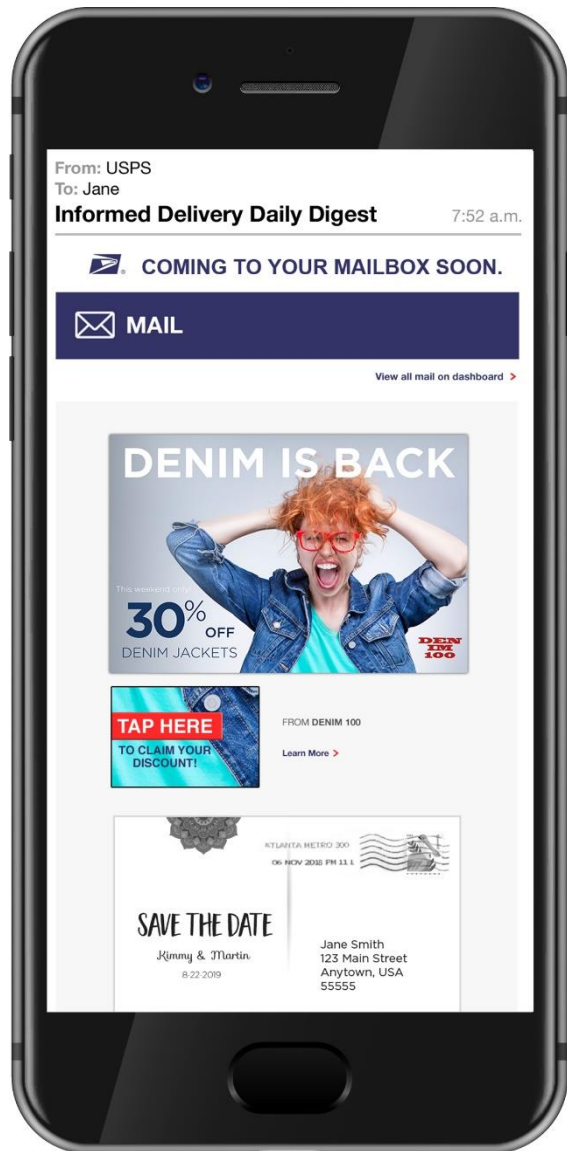 From: USPS
To: Jane
Informed Delivery Daily Digest 7:52 a.m.
COMING TO YOUR MAILBOX SOON.
MAIL
View all mail on dashboard >
DENIM IS BACK
This weekend only!
30% OFF
DENIM JACKETS
DEN
IM
100
TAP HERE
TO CLAIM YOUR
DISCOUNT!
FROM DENIM 100
Learn More >
ATLANTA METRO 300
06 NOV 2018 PM 11 L
SAVE THE DATE
Kimmy & Martin
8-22-2019
Jane Smith
123 Main Street
Anytown, USA
55555